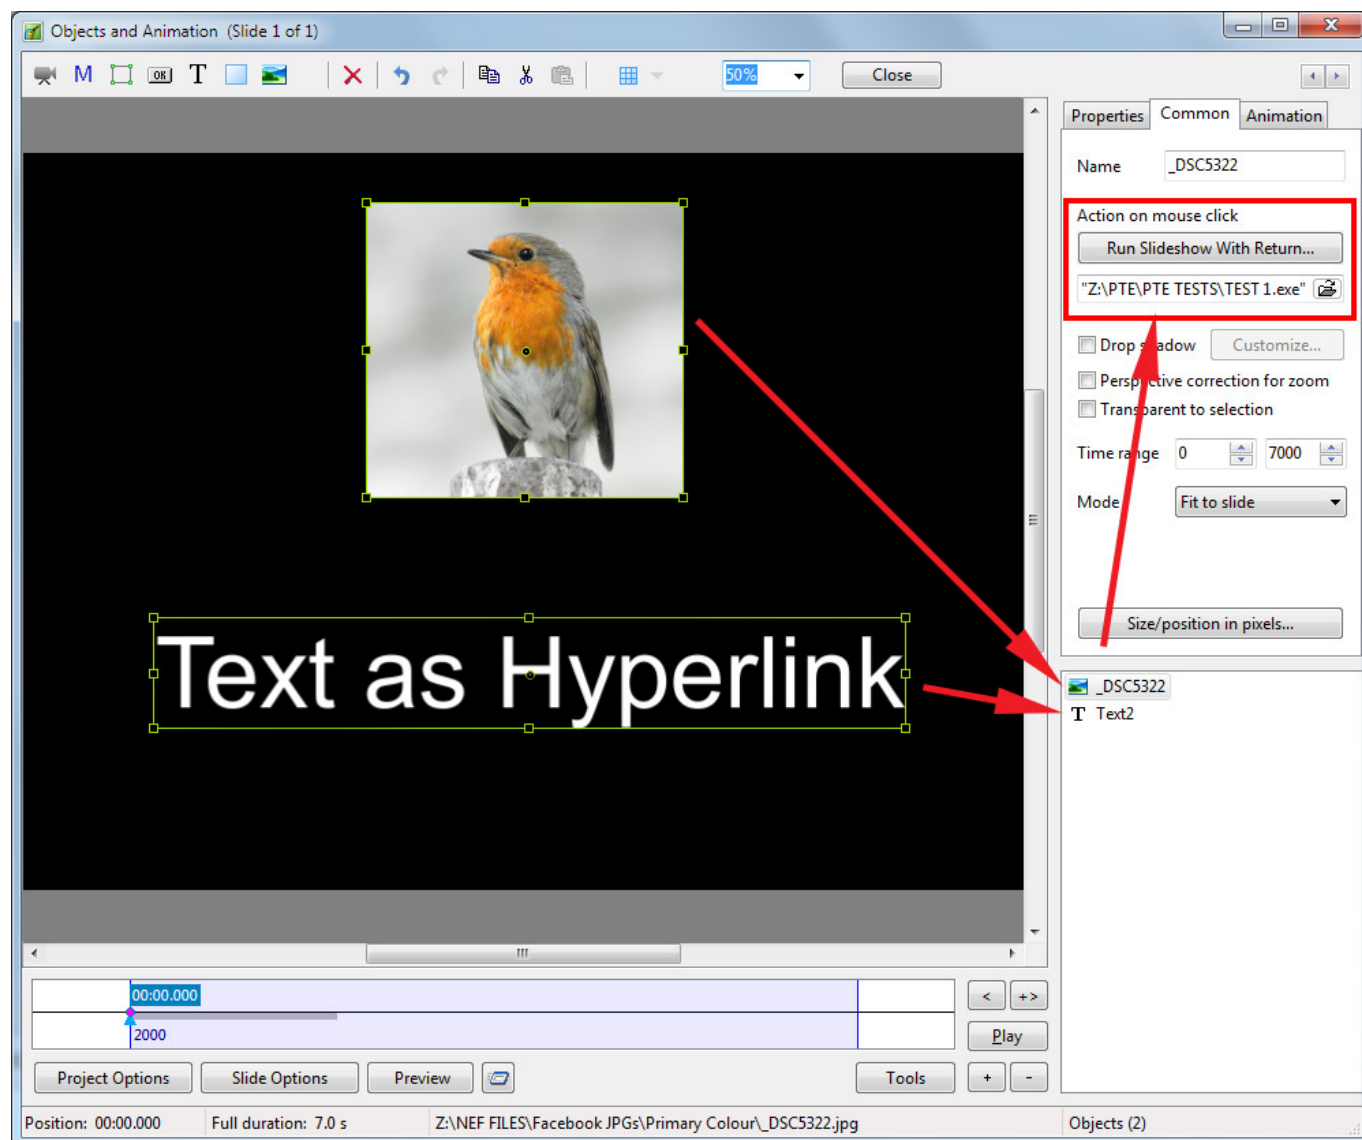 Objects and Animation (Slide 1 of 1)
M OK T 50% Close
Properties Common Animation
Name _DSC5322
Action on mouse click
Run Slideshow With Return...
"Z:\PTE\PTE TESTS\TEST 1.exe"
Drop shadow Customize...
Perspective correction for zoom
Transparent to selection
Time range 0 7000
Mode Fit to slide
Size/position in pixels...
Text as Hyperlink
_DSC5322
T Text2
00:00.000
2000
< +>
Play
Project Options Slide Options Preview Tools + -
Position: 00:00.000 Full duration: 7.0 s Z:\NEF FILES\Facebook JPGs\Primary Colour\_DSC5322.jpg Objects (2)